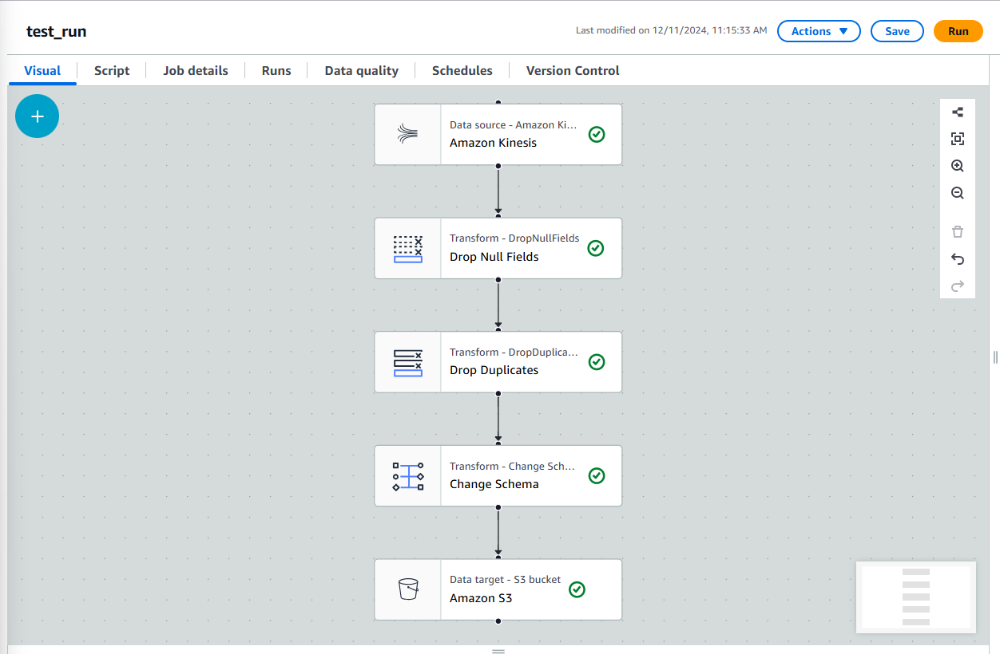 test_run
Last modified on 12/11/2024, 11:15:33 AM
Actions
Save
Run
Visual
Script
Job details
Runs
Data quality
Schedules
Version Control
Data source - Amazon Ki...
Amazon Kinesis
Transform - DropNullFields
Drop Null Fields
Transform - DropDuplica...
Drop Duplicates
Transform - Change Sch...
Change Schema
Data target - S3 bucket
Amazon S3